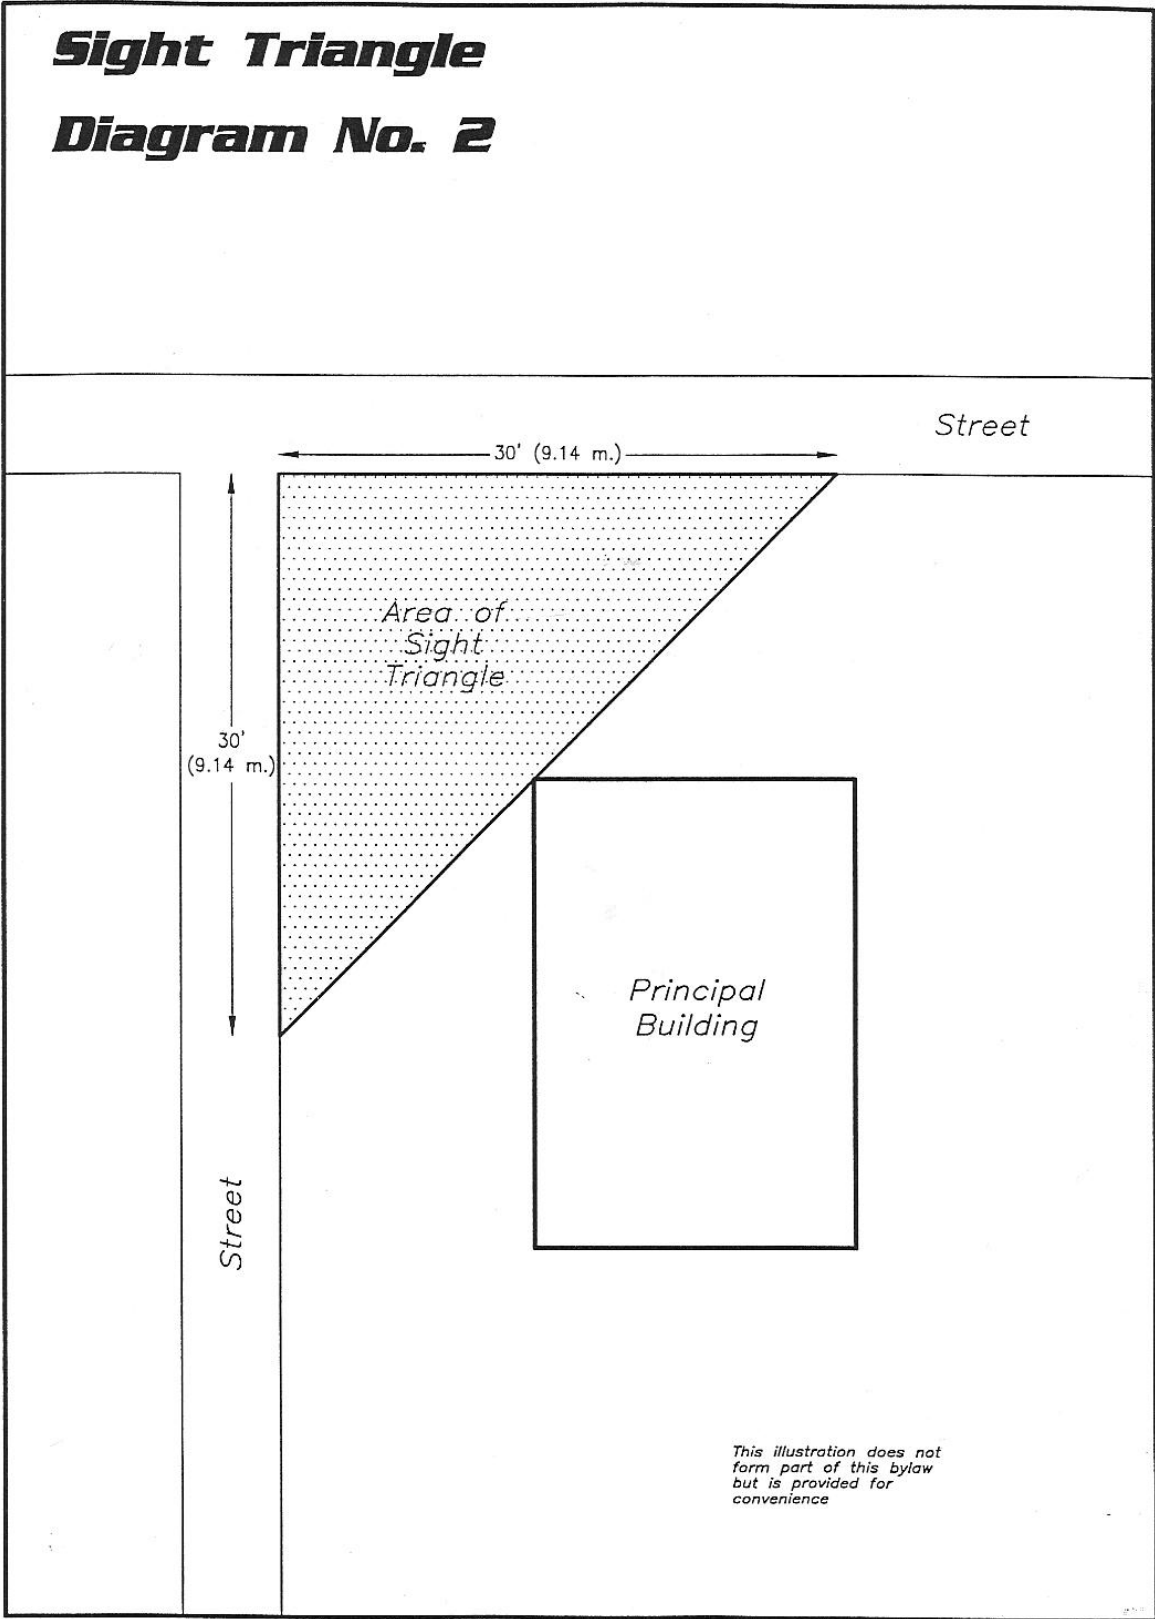 Sight Triangle
Diagram No. 2
Street
30' (9.14 m.)
Area of
Sight
Triangle
30'
(9.14 m.)
Principal
Building
Street
This illustration does not
form part of this bylaw
but is provided for
convenience